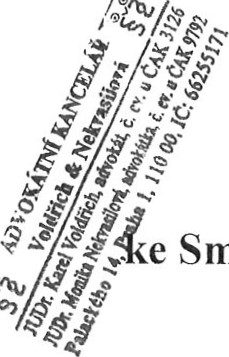 § § ADVOKÁTNÍ KANCELÁŘ § §
Voldřich & Nekvasilová
JUDr. Karel Voldřich, advokát, č. ev. u ČAK 3126
JUDr. Monika Nekvasilová, advokátka, č. ev. u ČAK 9792
Palackého 14, Praha 1, 110 00, IČ: 66255171
ke Sm